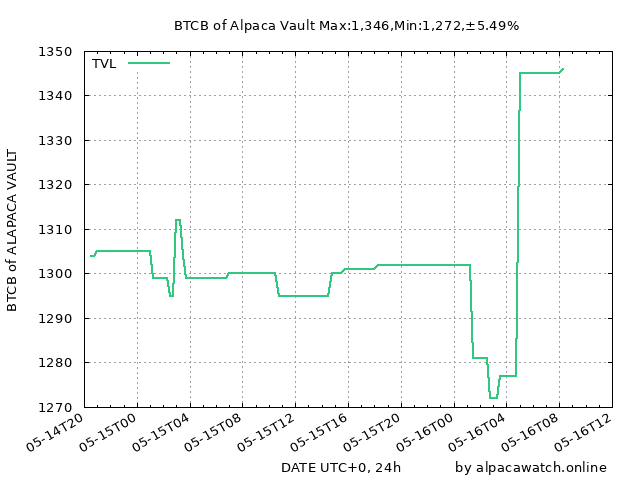 BTCB of Alpaca Vault Max:1,346,Min:1,272,±5.49%
TVL
1350
1340
1330
1320
1310
1300
1290
1280
1270
BTCB of ALAPACA VAULT
05-14T20
05-15T00
05-15T04
05-15T08
05-15T12
05-15T16
05-15T20
05-16T00
05-16T04
05-16T08
05-16T12
DATE UTC+0, 24h
by alpacawatch.online